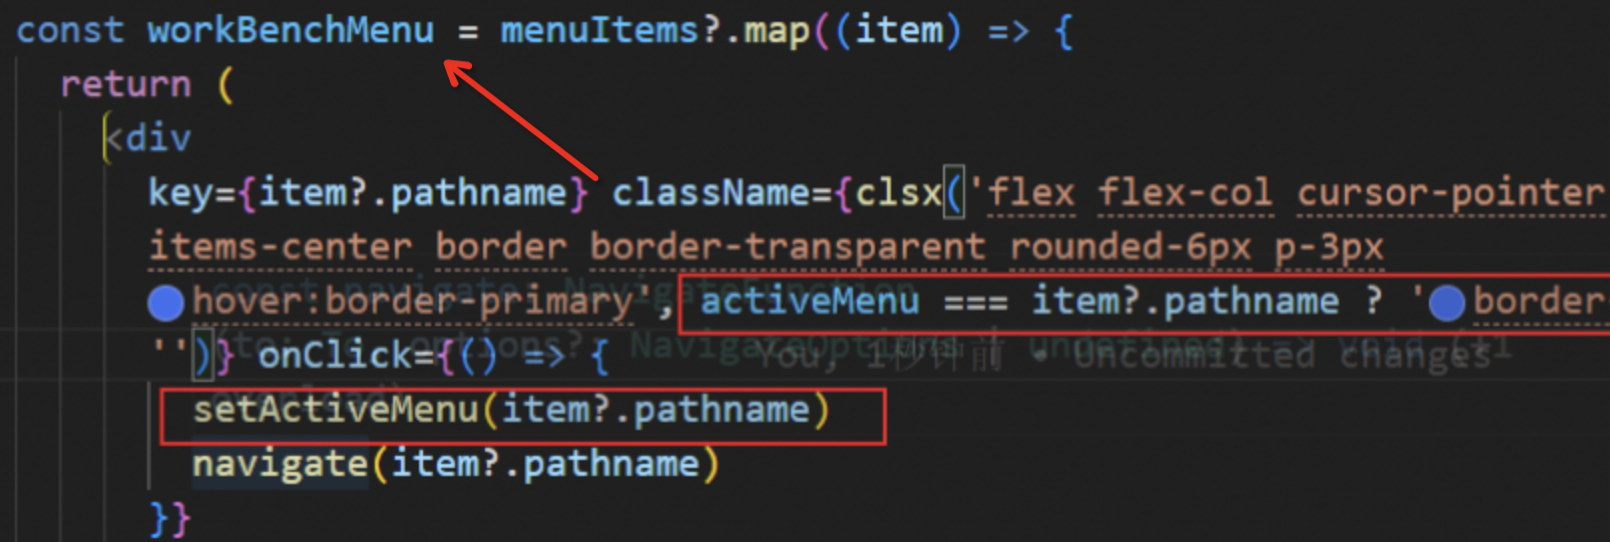 const workBenchMenu = menuItems?.map((item) => {
return (
<div
key={item?.pathname} className={clsx('flex flex-col cursor-pointer
items-center border border-transparent rounded-6px p-3px
hover:border-primary', activeMenu === item?.pathname ? 'border-
'')} onClick={() => {
You, 1秒钟前 • Uncommitted changes
setActiveMenu(item?.pathname)
navigate(item?.pathname)
}}